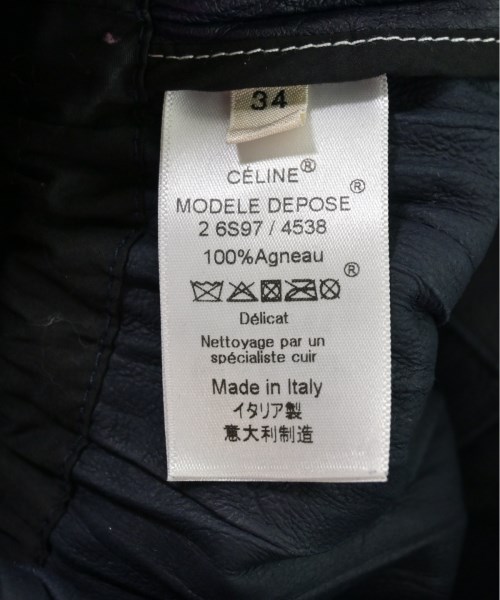 34
CÉLINE®
MODELE DEPOSE®
2 6S97 / 4538
100%Agneau
®
Délicat
Nettoyage par un
spécialiste cuir
Made in Italy
イタリア製
意大利制造